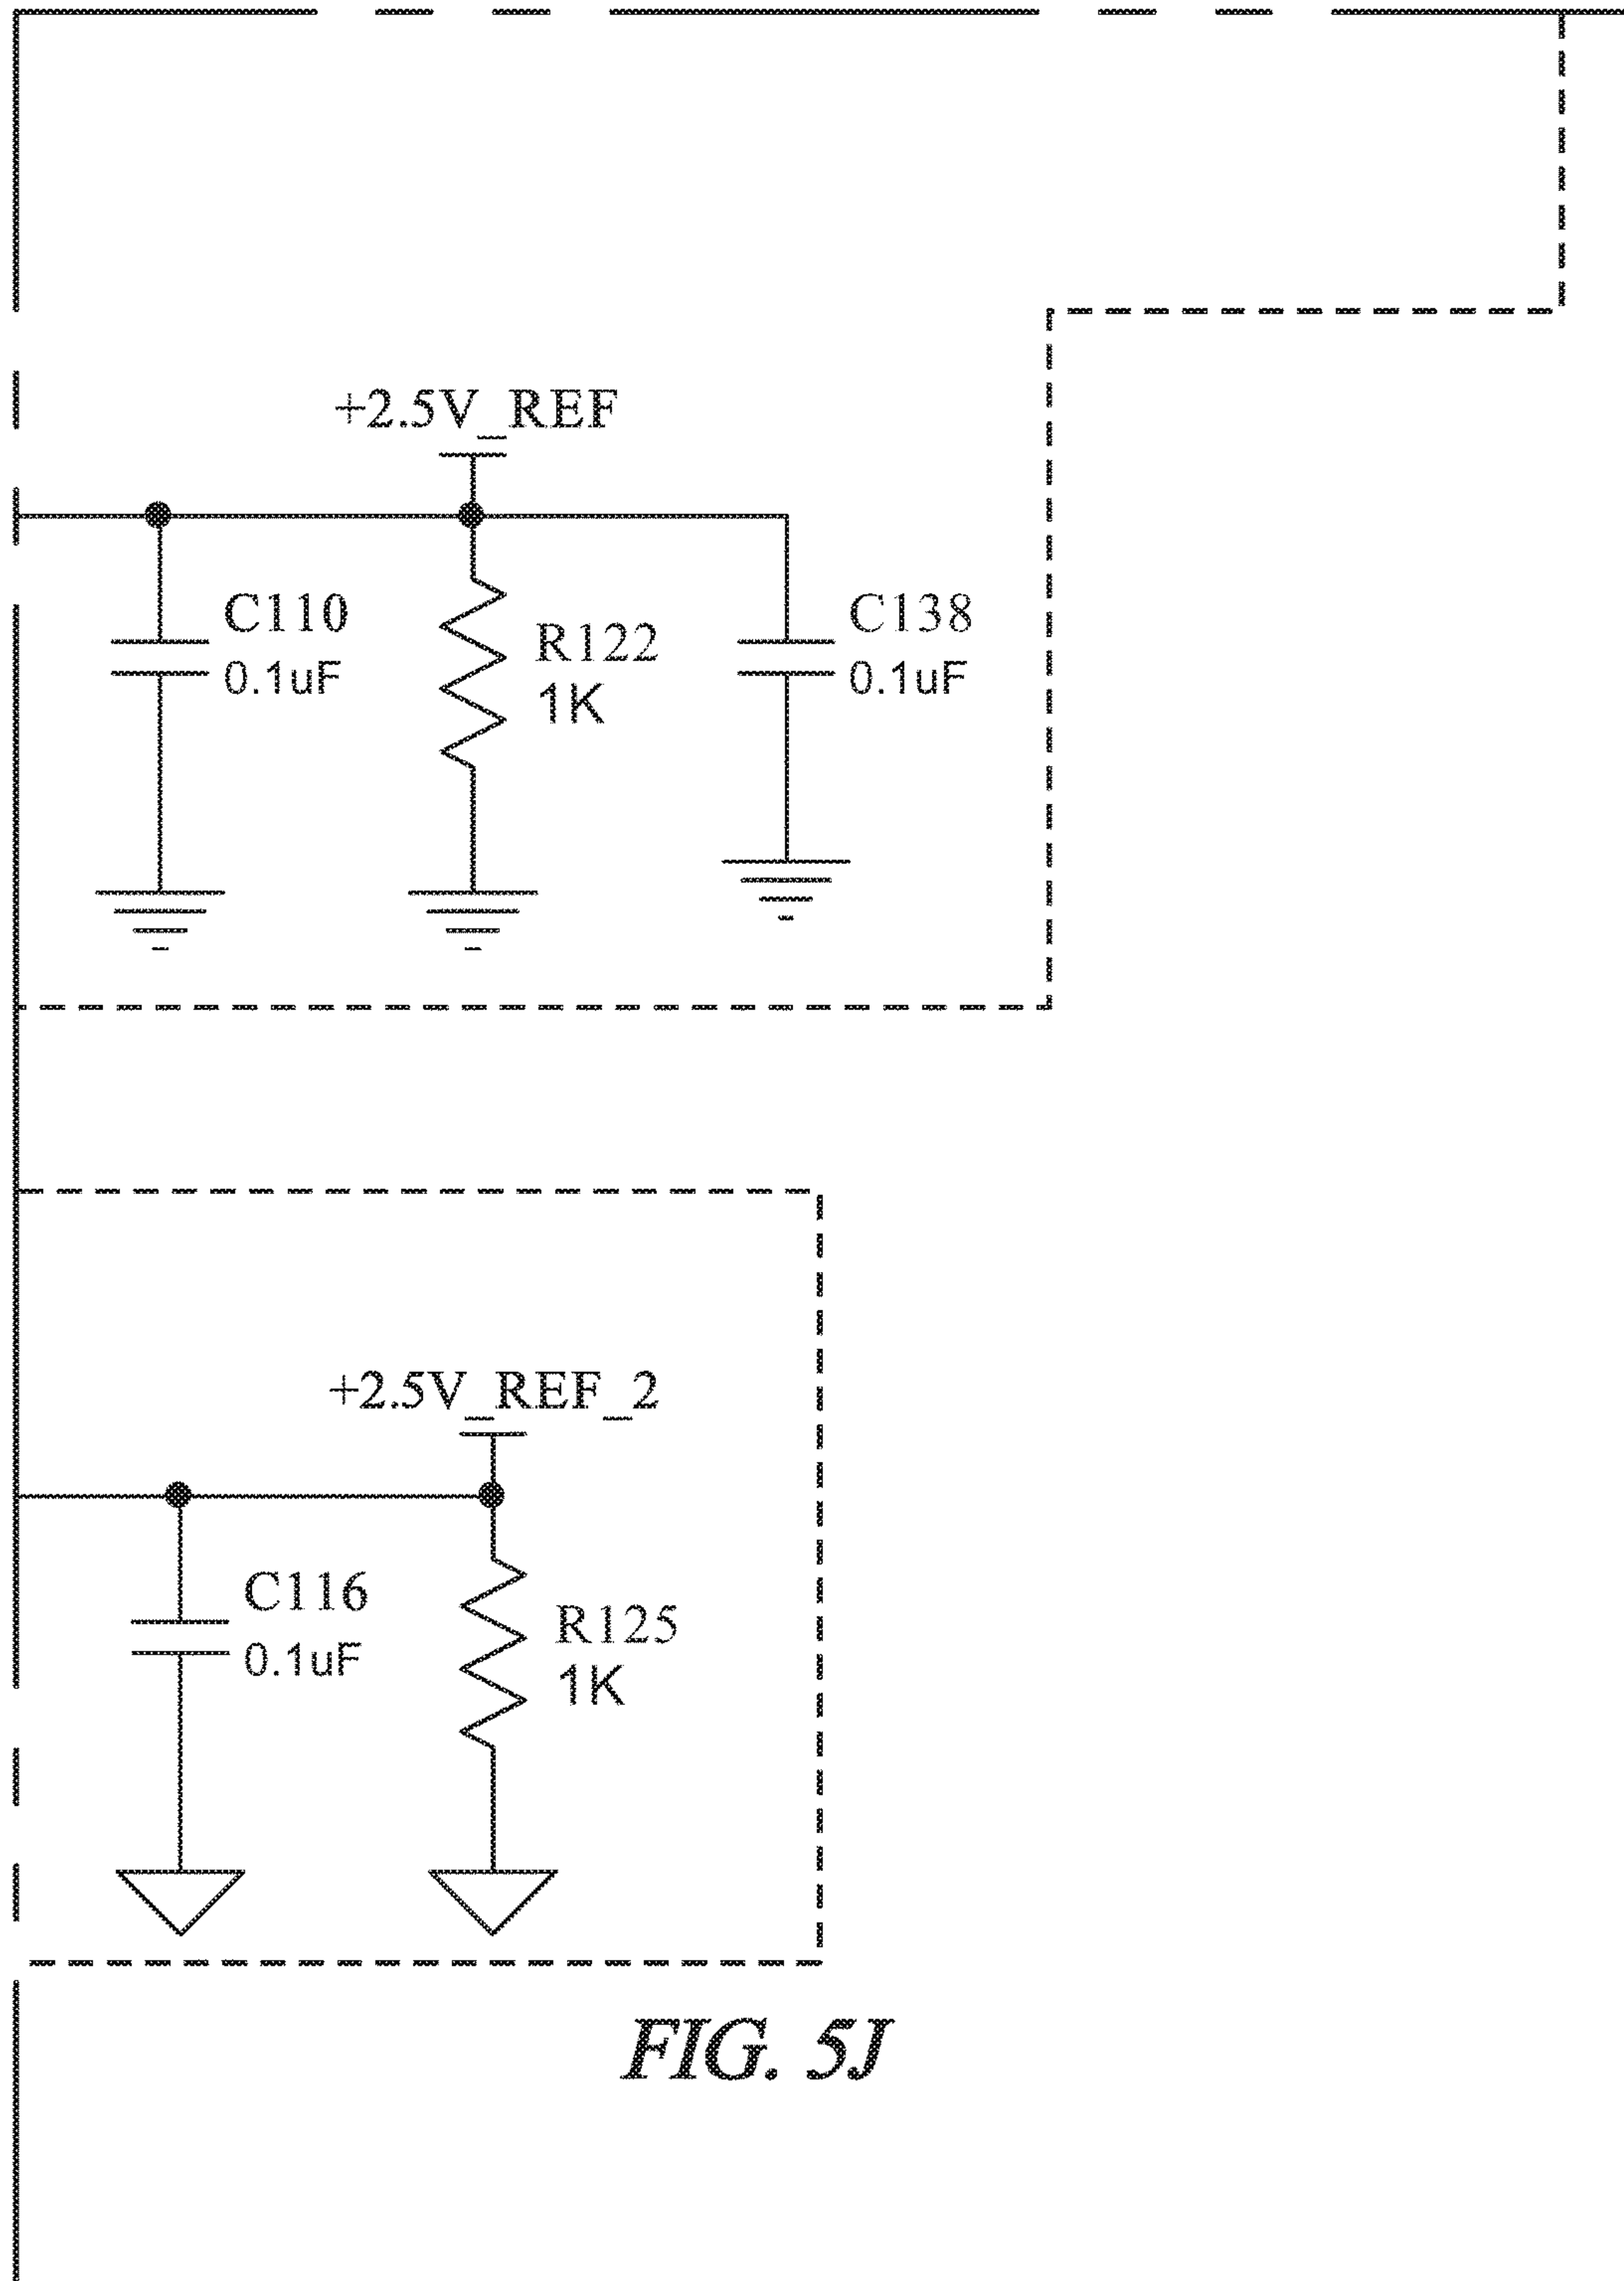 +2.5V_REF
C110
0.1uF
R122
1K
C138
0.1uF
+2.5V_REF_2
C116
0.1uF
R125
1K
FIG. 5J